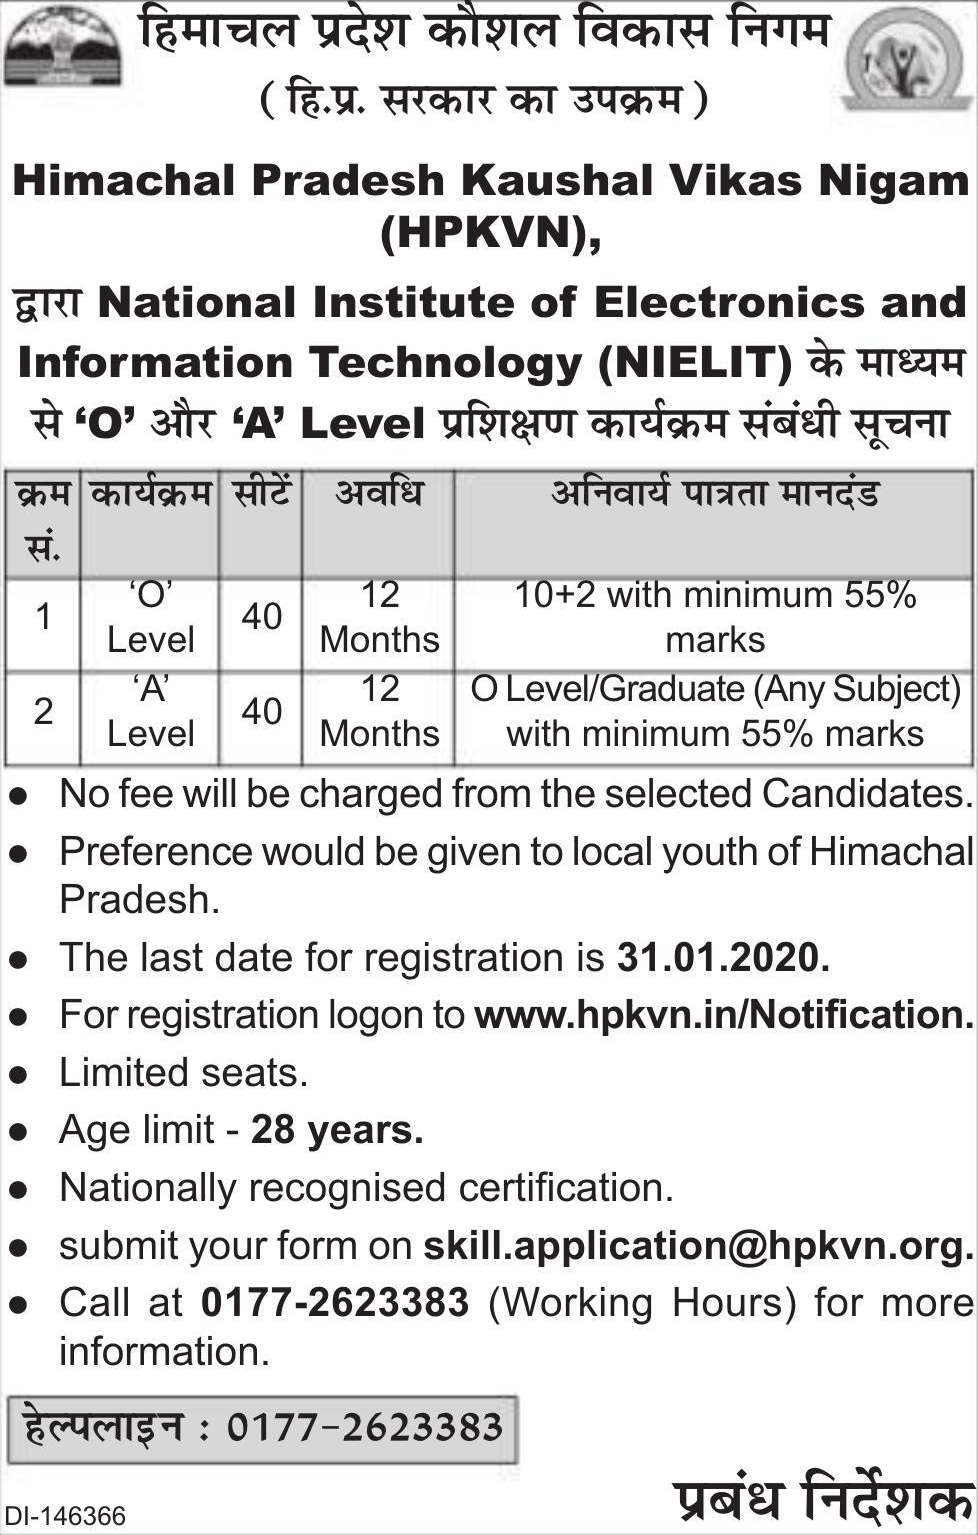 हिमाचल प्रदेश कौशल विकास निगम
( हि.प्र. सरकार का उपक्रम )
Himachal Pradesh Kaushal Vikas Nigam
(HPKVN),
द्वारा National Institute of Electronics and
Information Technology (NIELIT) के माध्यम
से ‘O’ और ‘A’ Level प्रशिक्षण कार्यक्रम संबंधी सूचना
क्रम सं. कार्यक्रम सीटें अवधि अनिवार्य पात्रता मानदंड
1 ‘O’ Level 40 12 Months 10+2 with minimum 55% marks
2 ‘A’ Level 40 12 Months O Level/Graduate (Any Subject) with minimum 55% marks
● No fee will be charged from the selected Candidates.
● Preference would be given to local youth of Himachal
Pradesh.
● The last date for registration is 31.01.2020.
● For registration logon to www.hpkvn.in/Notification.
● Limited seats.
● Age limit - 28 years.
● Nationally recognised certification.
● submit your form on skill.application@hpkvn.org.
● Call at 0177-2623383 (Working Hours) for more
information.
हेल्पलाइन : 0177-2623383
प्रबंध निर्देशक
DI-146366